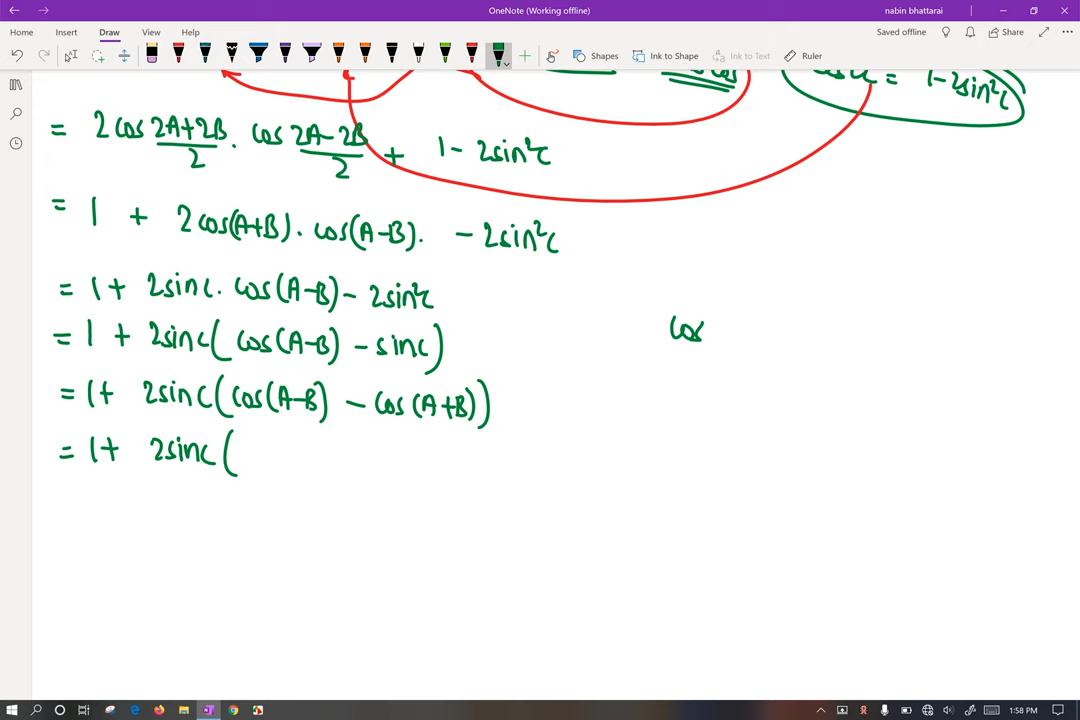 OneNote (Working offline)
nabin bhattarai
Home Insert Draw View Help
Saved offline
Share
Shapes
Ink to Shape
Ink to Text
Ruler
1-2sin²C
= 2cos (2A+2B)/2 . cos (2A-2B)/2 + 1- 2sin²C
= 1 + 2cos(A+B). cos(A-B). - 2sin²C
= 1+ 2sinC. cos(A-B) - 2sin²C
= 1 + 2sinC( cos(A-B) - sinC)
cos
= 1+ 2sinC(cos(A-B) - cos(A+B))
= 1+ 2sinC(
1:58 PM